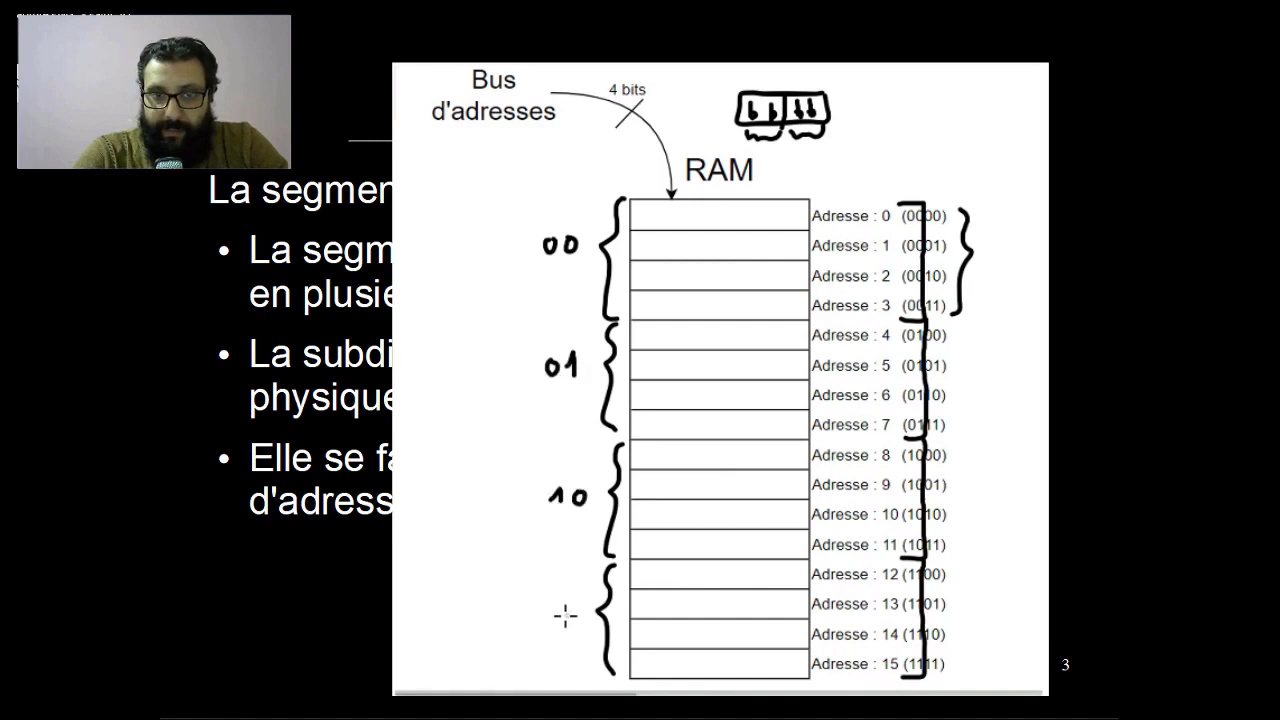 Bus
d'adresses
4 bits
b b b b
RAM
La segmen
• La segm
en plusie
• La subdi
physique
• Elle se fa
d'adress
00
01
10
Adresse : 0 (0000)
Adresse : 1 (0001)
Adresse : 2 (0010)
Adresse : 3 (0011)
Adresse : 4 (0100)
Adresse : 5 (0101)
Adresse : 6 (0110)
Adresse : 7 (0111)
Adresse : 8 (1000)
Adresse : 9 (1001)
Adresse : 10 (1010)
Adresse : 11 (1011)
Adresse : 12 (1100)
Adresse : 13 (1101)
Adresse : 14 (1110)
Adresse : 15 (1111)
3